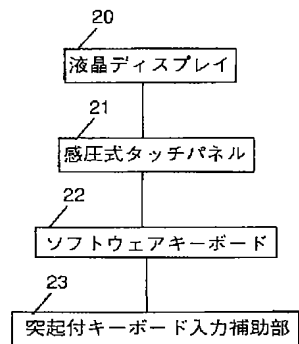 20
液晶ディスプレイ
21
感圧式タッチパネル
22
ソフトウェアキーボード
23
突起付キーボード入力補助部